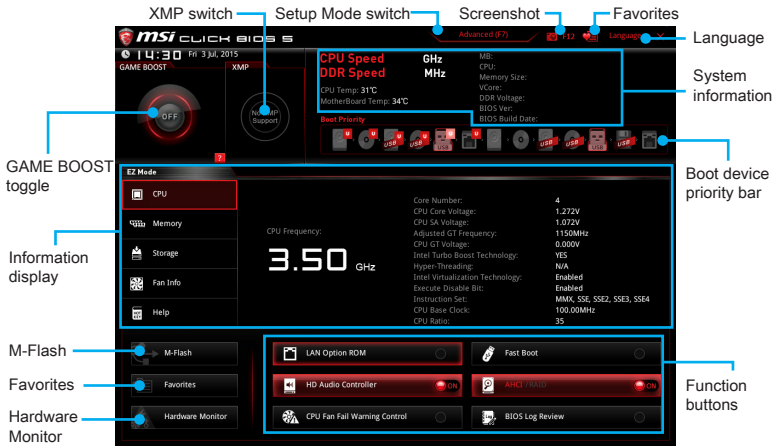 XMP switch
Setup Mode switch
Screenshot
Favorites
Language
System information
GAME BOOST toggle
Boot device priority bar
Information display
M-Flash
Favorites
Hardware Monitor
Function buttons
msi CLICK BIOS 5
Advanced (F7)
F12
Language
X
14:30 Fri 3 Jul, 2015
GAME BOOST
XMP
OFF
No XMP Support
?
CPU Speed GHz
DDR Speed MHz
CPU Temp: 31°C
MotherBoard Temp: 34°C
MB:
CPU:
Memory Size:
VCore:
DDR Voltage:
BIOS Ver:
BIOS Build Date:
Boot Priority
U
U
USB U
USB U
USB U
U
USB
USB
USB
USB
EZ Mode
CPU
Memory
Storage
Fan Info
Help
CPU Frequency:
3.50 GHz
Core Number: 4
CPU Core Voltage: 1.272V
CPU SA Voltage: 1.072V
Adjusted GT Frequency: 1150MHz
CPU GT Voltage: 0.000V
Intel Turbo Boost Technology: YES
Hyper-Threading: N/A
Intel Virtualization Technology: Enabled
Execute Disable Bit: Enabled
Instruction Set: MMX, SSE, SSE2, SSE3, SSE4
CPU Base Clock: 100.00MHz
CPU Ratio: 35
M-Flash
Favorites
Hardware Monitor
LAN Option ROM
Fast Boot
HD Audio Controller ON
AHCI /RAID ON
CPU Fan Fail Warning Control
BIOS Log Review